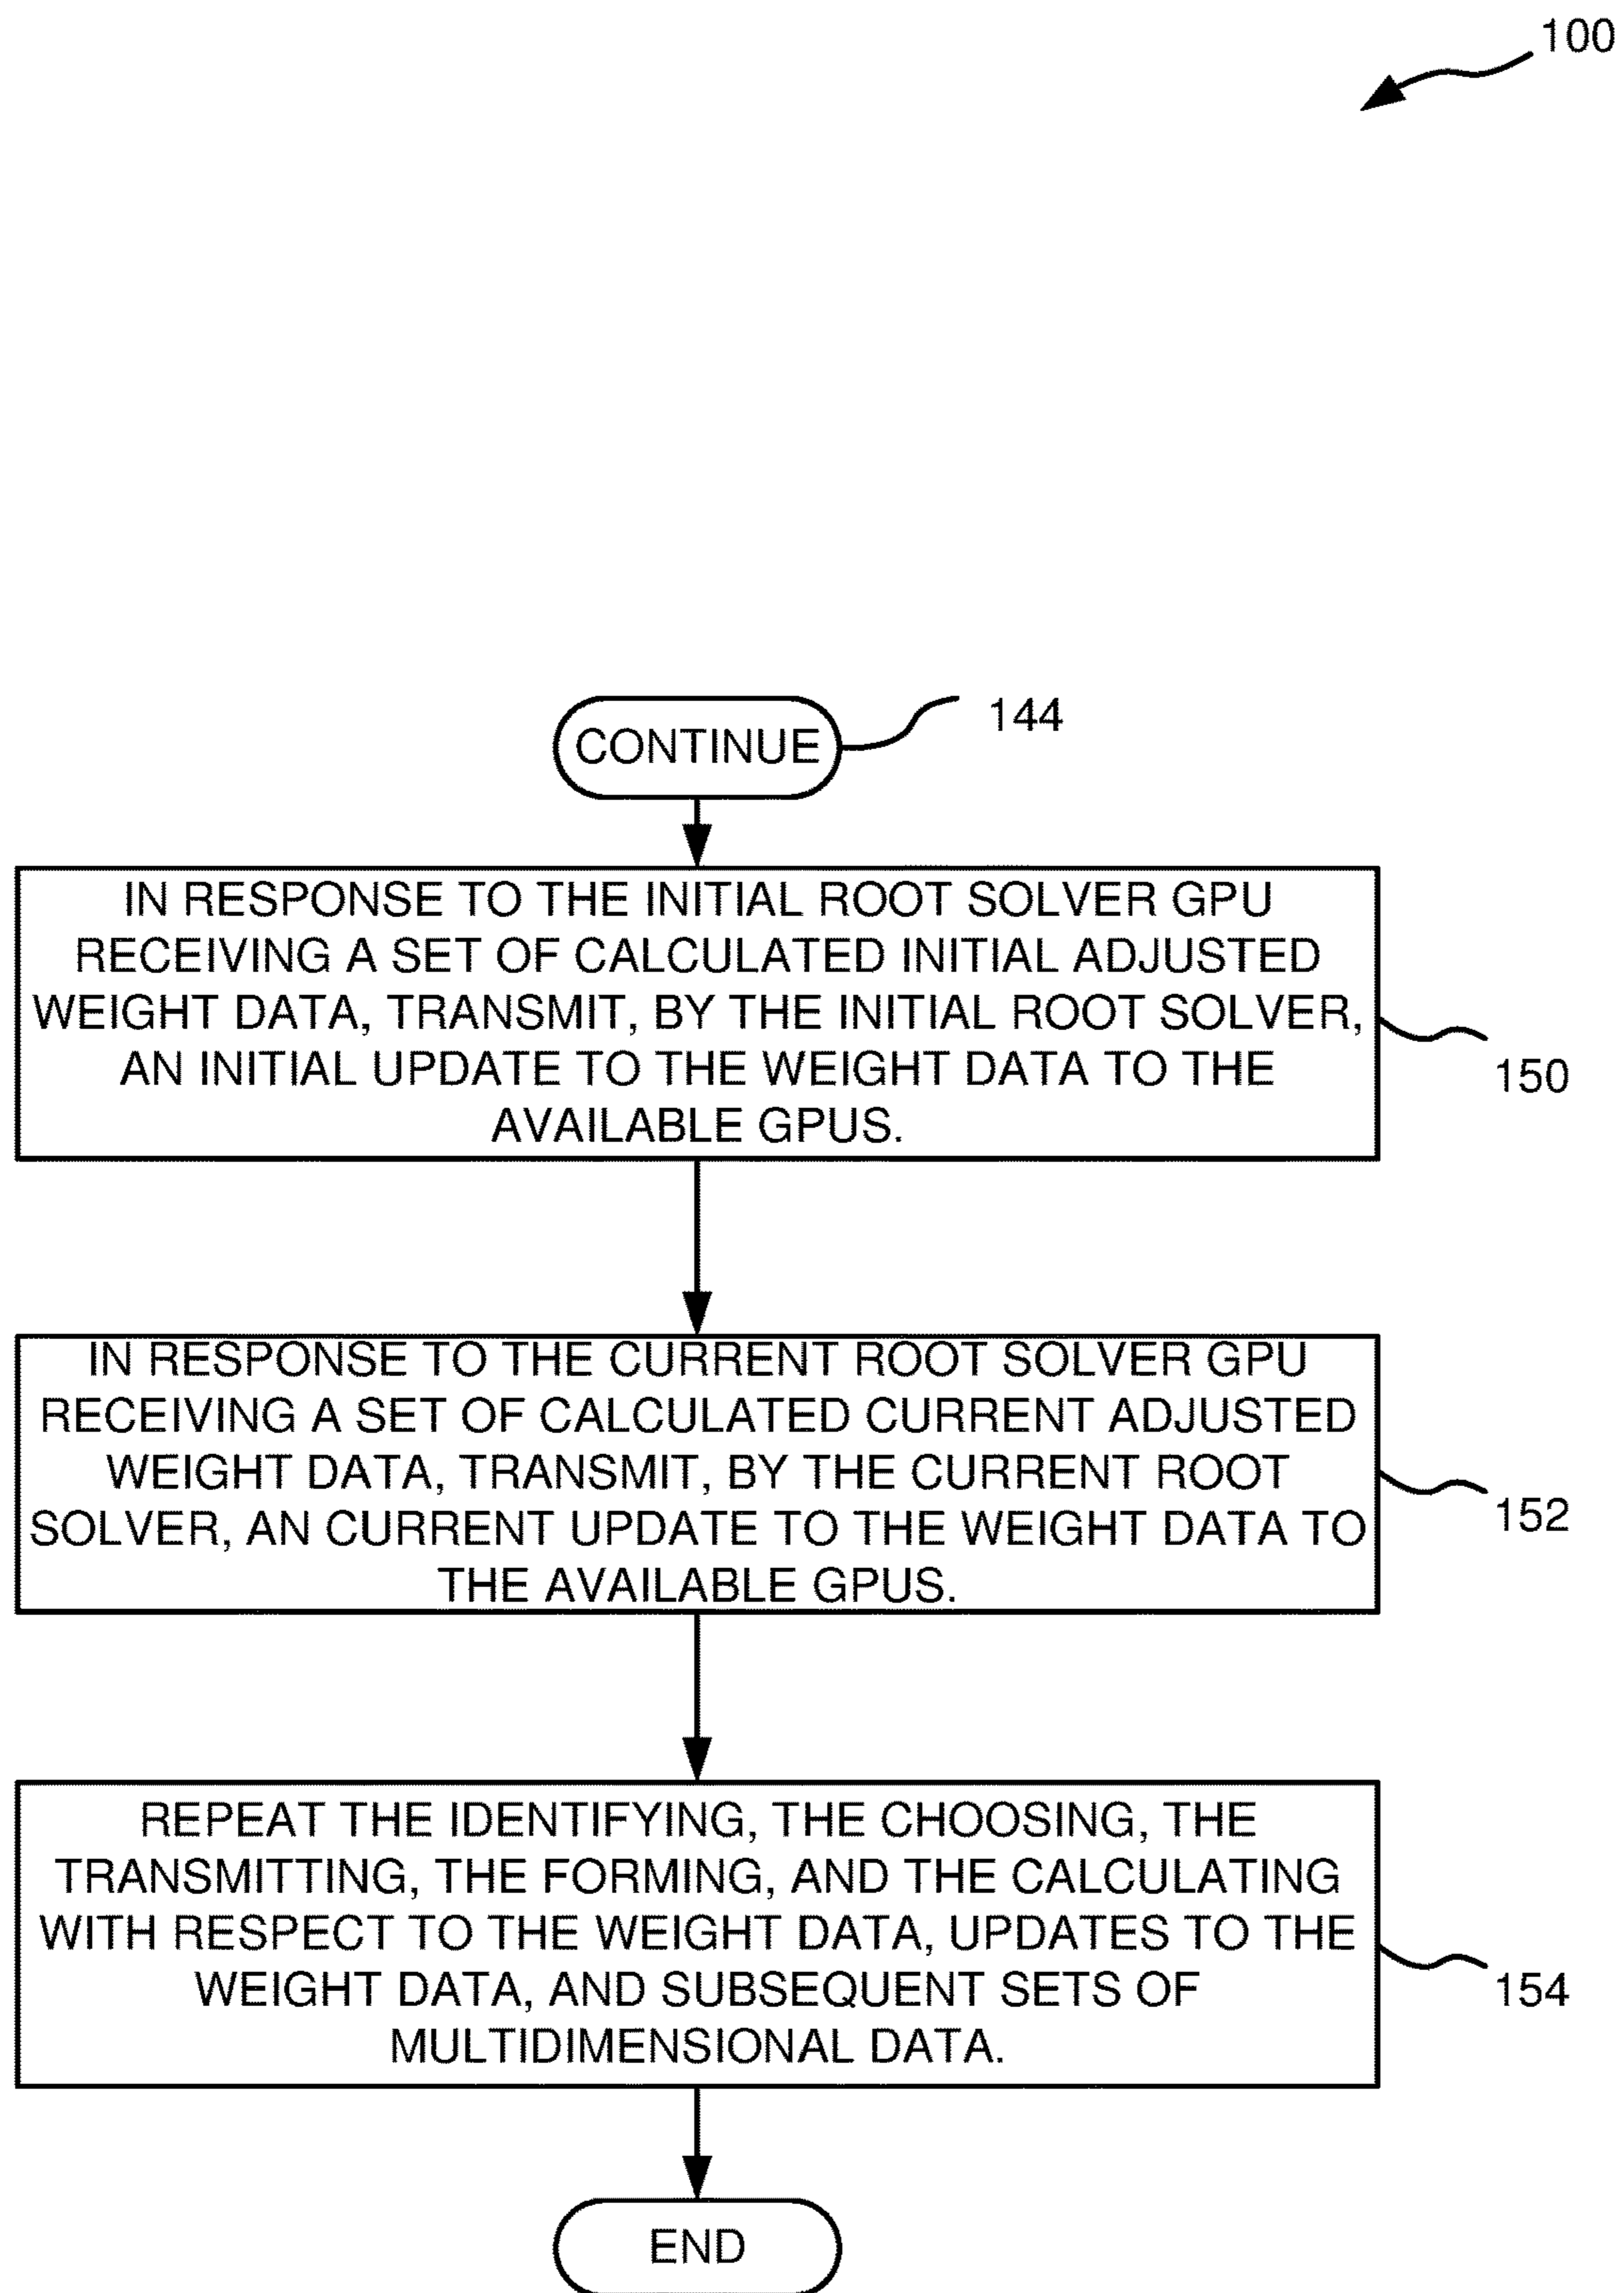 100
CONTINUE
144
IN RESPONSE TO THE INITIAL ROOT SOLVER GPU
RECEIVING A SET OF CALCULATED INITIAL ADJUSTED
WEIGHT DATA, TRANSMIT, BY THE INITIAL ROOT SOLVER,
AN INITIAL UPDATE TO THE WEIGHT DATA TO THE
AVAILABLE GPUS.
150
IN RESPONSE TO THE CURRENT ROOT SOLVER GPU
RECEIVING A SET OF CALCULATED CURRENT ADJUSTED
WEIGHT DATA, TRANSMIT, BY THE CURRENT ROOT
SOLVER, AN CURRENT UPDATE TO THE WEIGHT DATA TO
THE AVAILABLE GPUS.
152
REPEAT THE IDENTIFYING, THE CHOOSING, THE
TRANSMITTING, THE FORMING, AND THE CALCULATING
WITH RESPECT TO THE WEIGHT DATA, UPDATES TO THE
WEIGHT DATA, AND SUBSEQUENT SETS OF
MULTIDIMENSIONAL DATA.
154
END